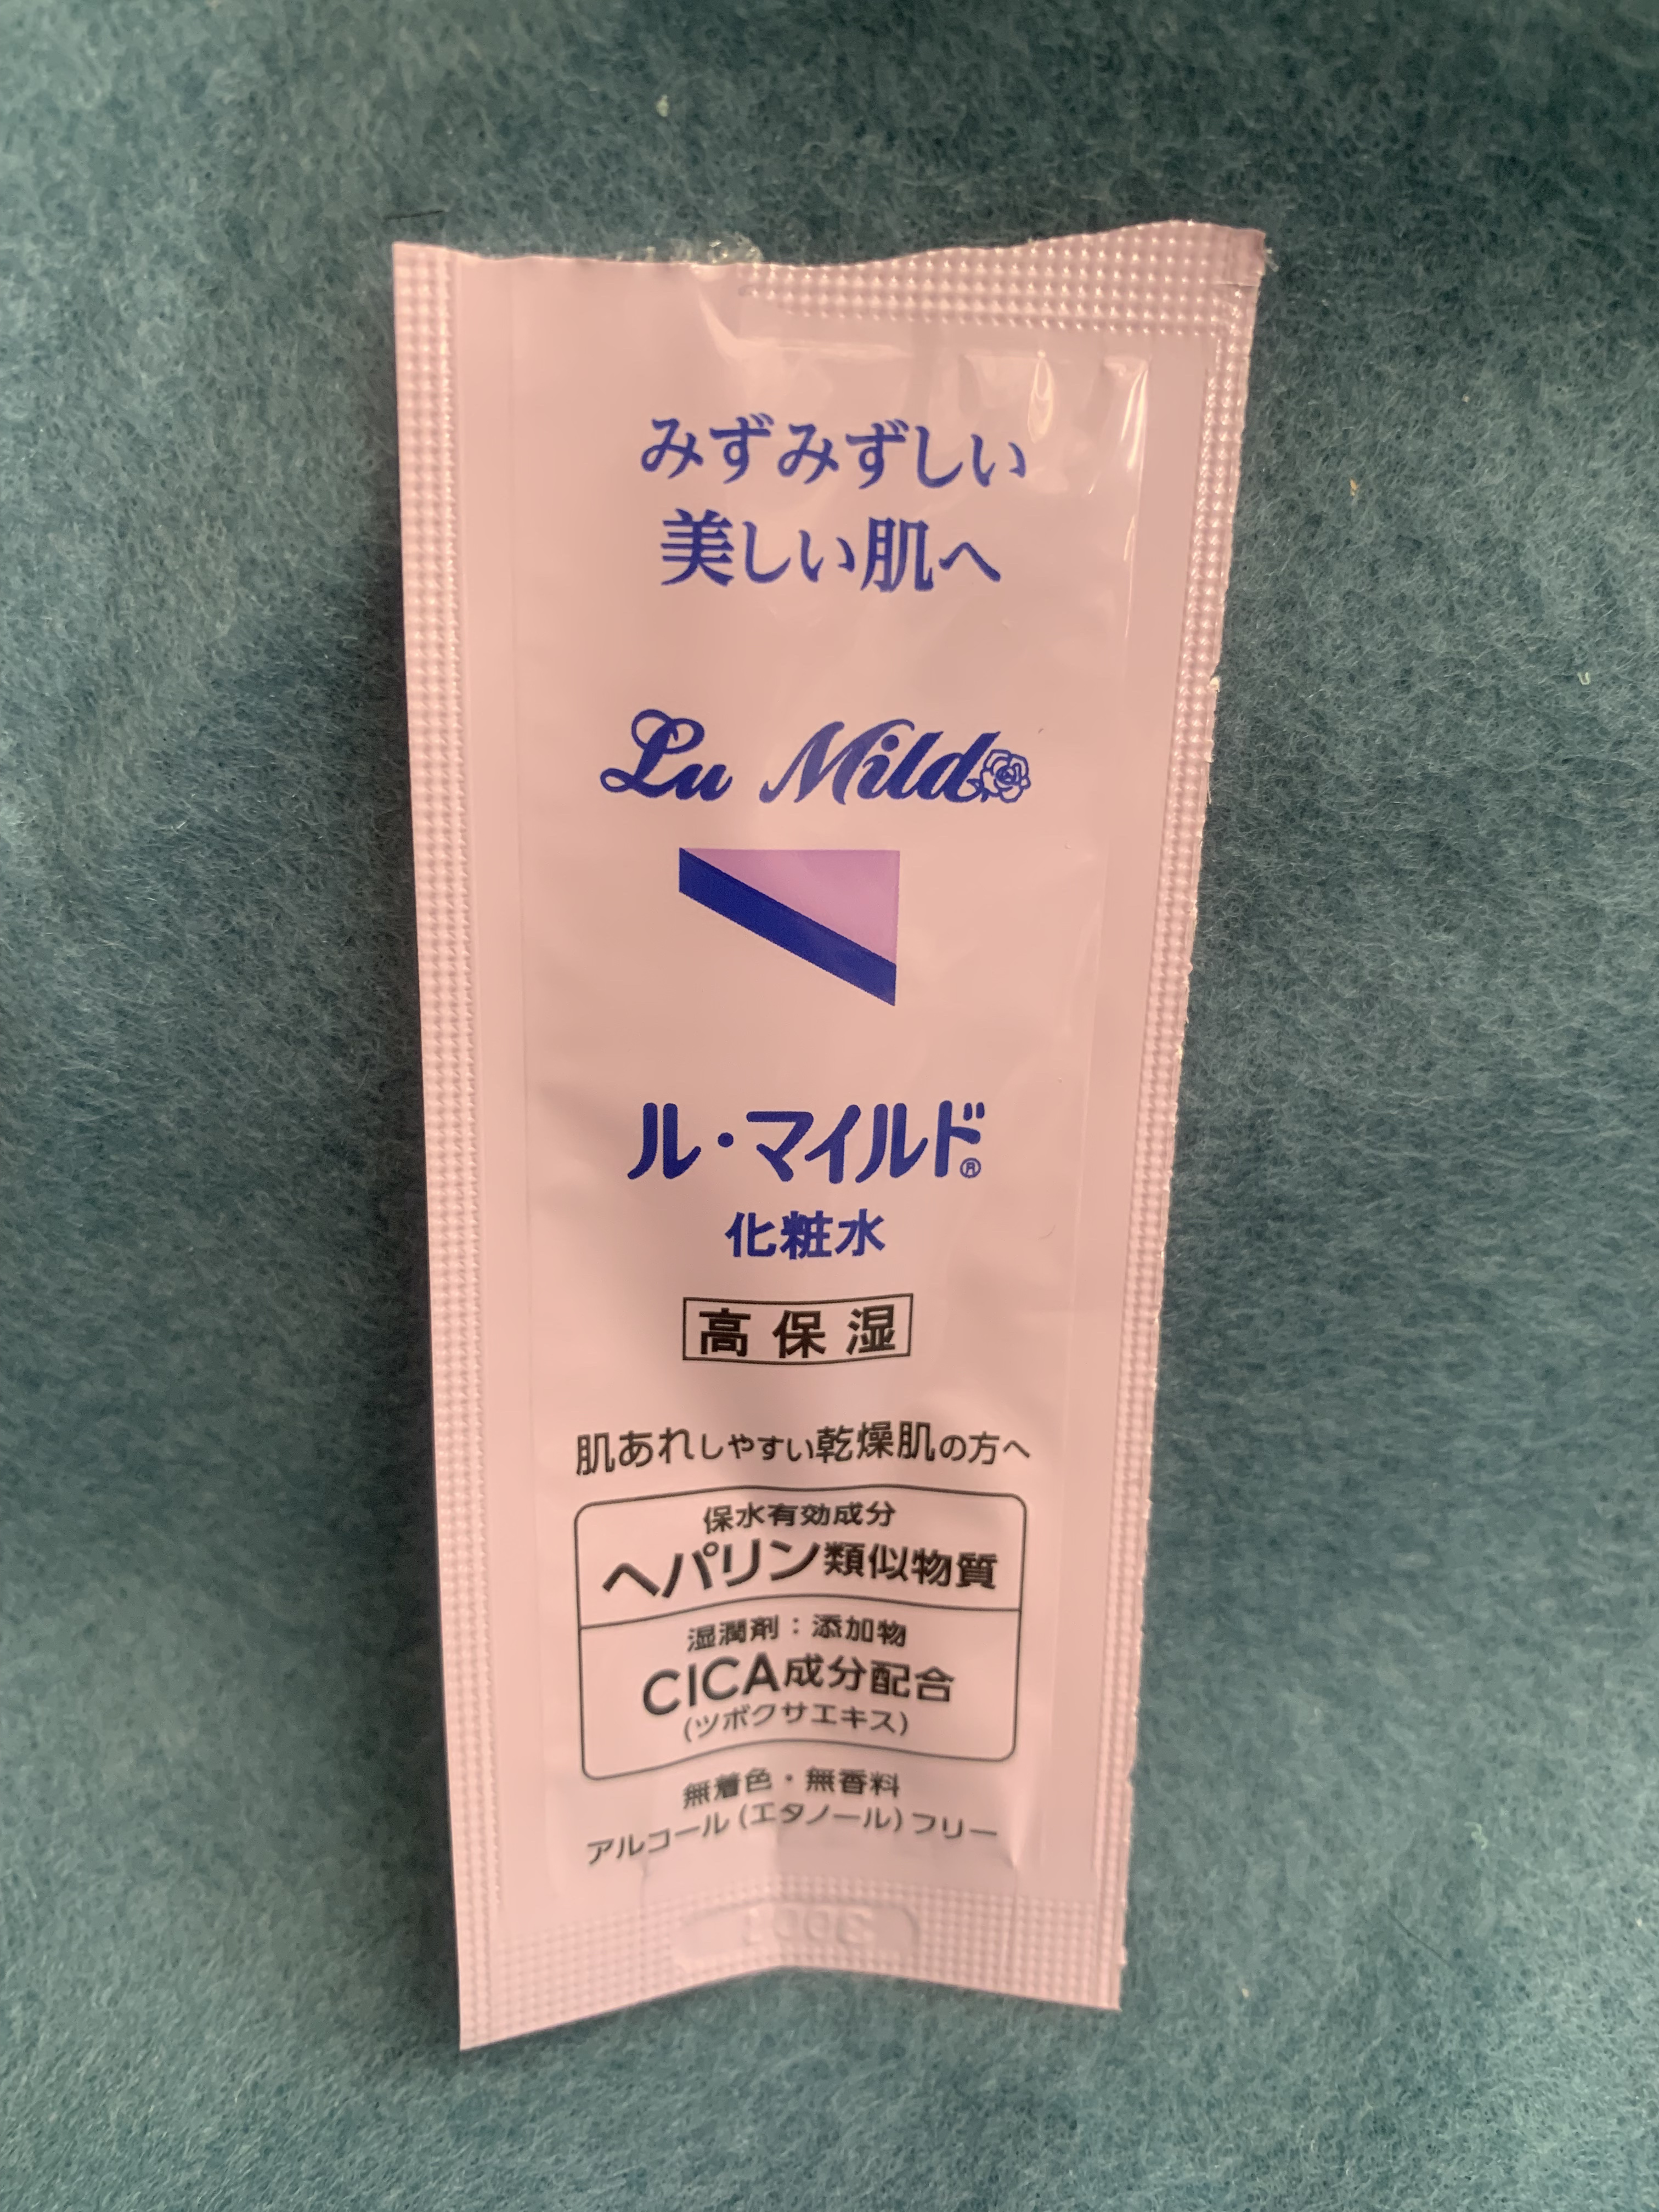 みずみずしい
美しい肌へ
Lu Mild
ル・マイルド®
化粧水
高保湿
肌あれしやすい乾燥肌の方へ
保水有効成分
ヘパリン類似物質
湿潤剤：添加物
CICA成分配合
(ツボクサエキス)
無着色・無香料
アルコール(エタノール)フリー